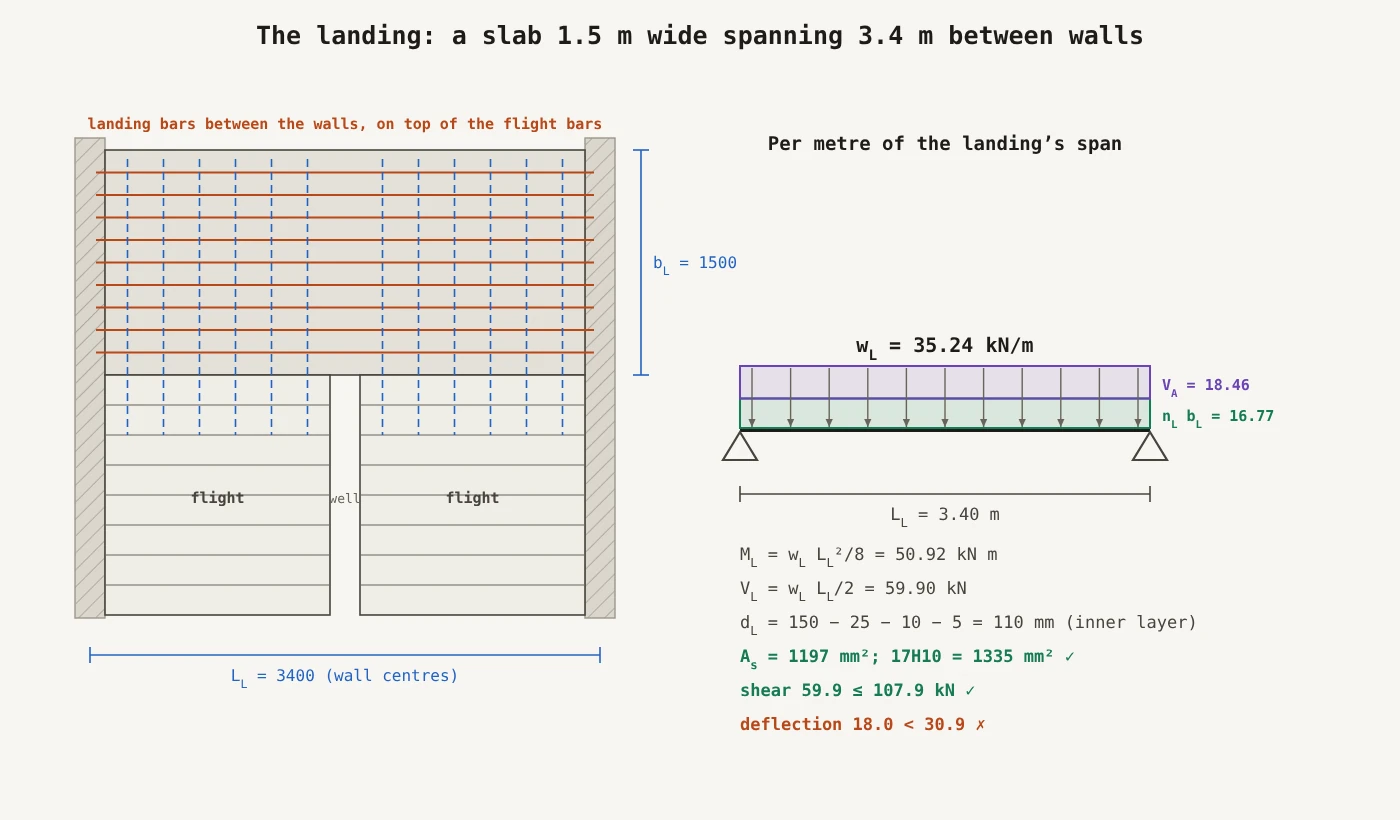 The landing: a slab 1.5 m wide spanning 3.4 m between walls
landing bars between the walls, on top of the flight bars
Per metre of the landing’s span
b_L = 1500
w_L = 35.24 kN/m
V_A = 18.46
n_L b_L = 16.77
flight
well
flight
L_L = 3.40 m
M_L = w_L L_L²/8 = 50.92 kN m
V_L = w_L L_L/2 = 59.90 kN
d_L = 150 − 25 − 10 − 5 = 110 mm (inner layer)
A_s = 1197 mm²; 17H10 = 1335 mm² ✓
L_L = 3400 (wall centres)
shear 59.9 ≤ 107.9 kN ✓
deflection 18.0 < 30.9 ✗